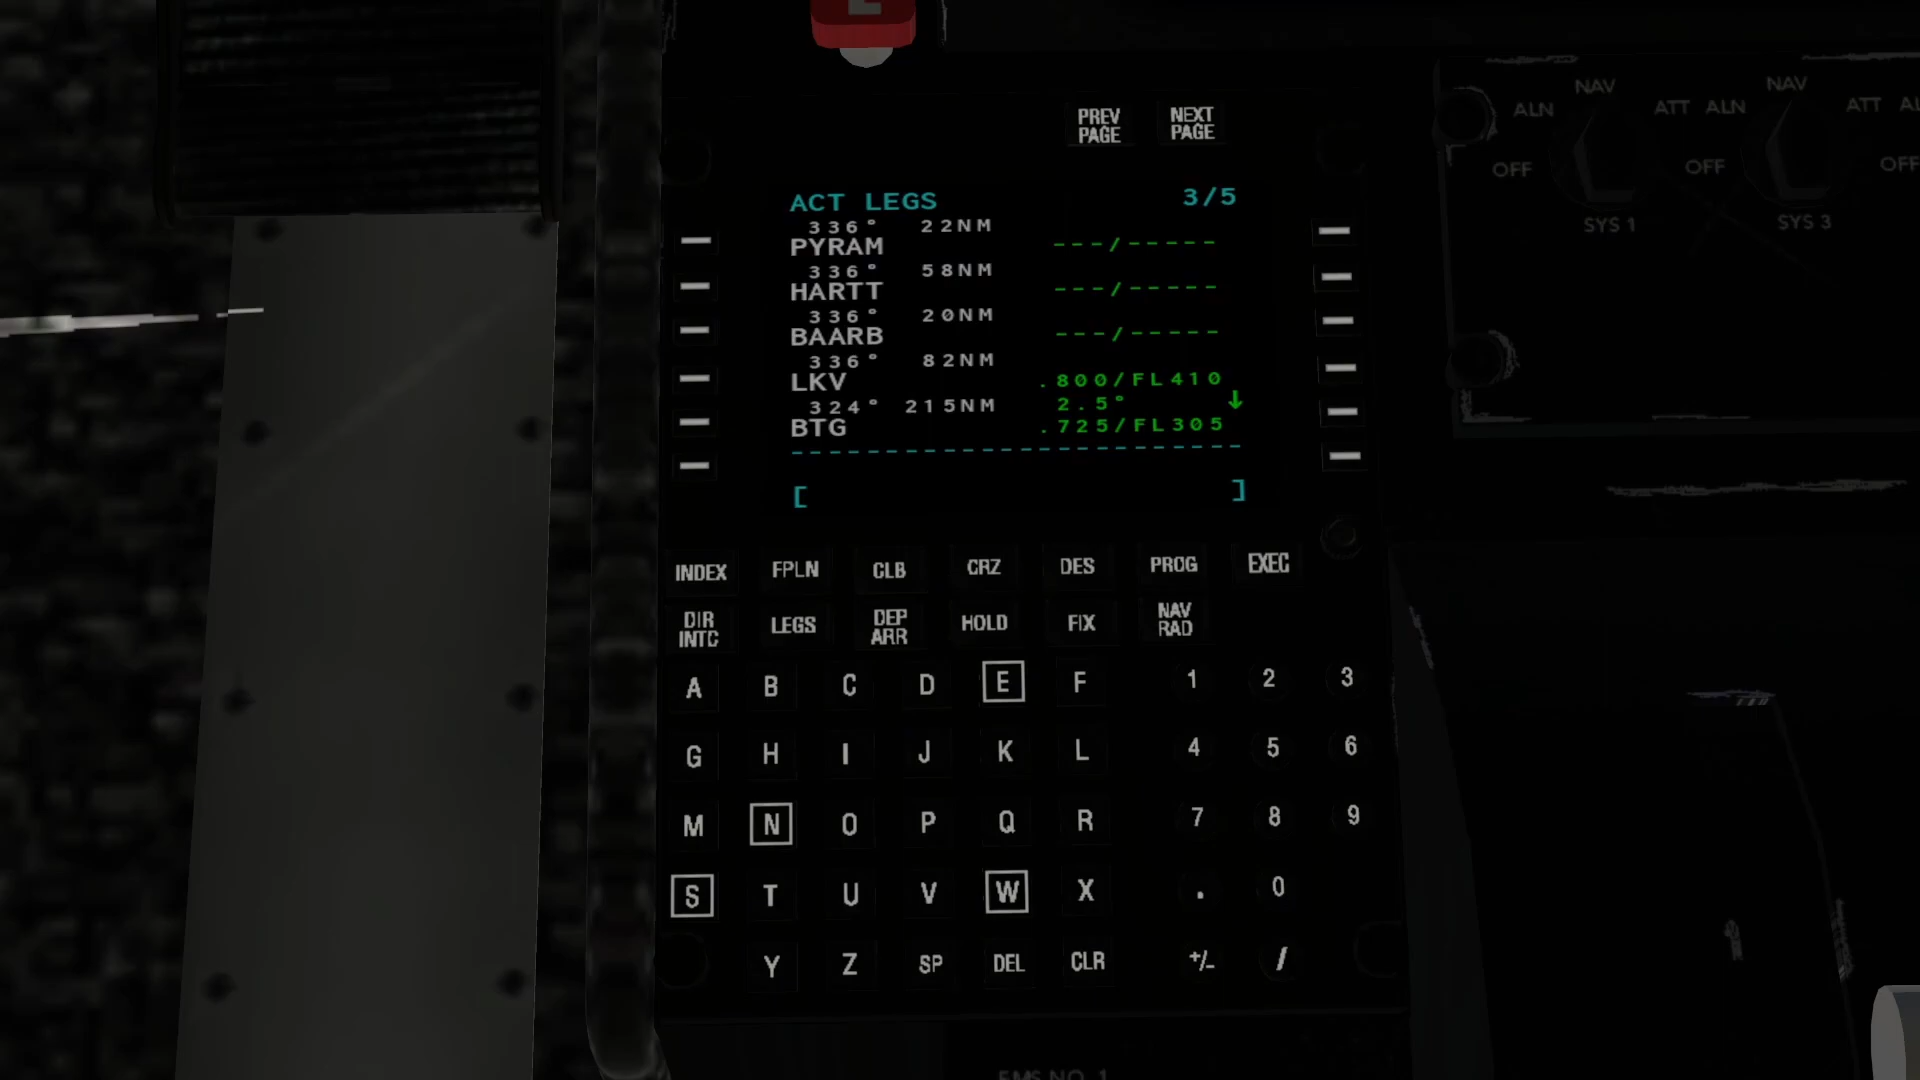 PREV PAGE
NEXT PAGE
ACT LEGS 3/5
336° 22NM
PYRAM ---/-----
336° 58NM
HARTT ---/-----
336° 20NM
BAARB ---/-----
336° 82NM
LKV .800/FL410
324° 215NM 2.5° ↓
BTG .725/FL305
------------------------
[ ]
INDEX FPLN CLB CRZ DES PROG EXEC
DIR INTC LEGS DEP ARR HOLD FIX NAV RAD
A B C D E F 1 2 3
G H I J K L 4 5 6
M N O P Q R 7 8 9
S T U V W X . 0
Y Z SP DEL CLR +/- /
NAV NAV
ALN ATT ALN ATT
OFF OFF OFF
SYS 1 SYS 3